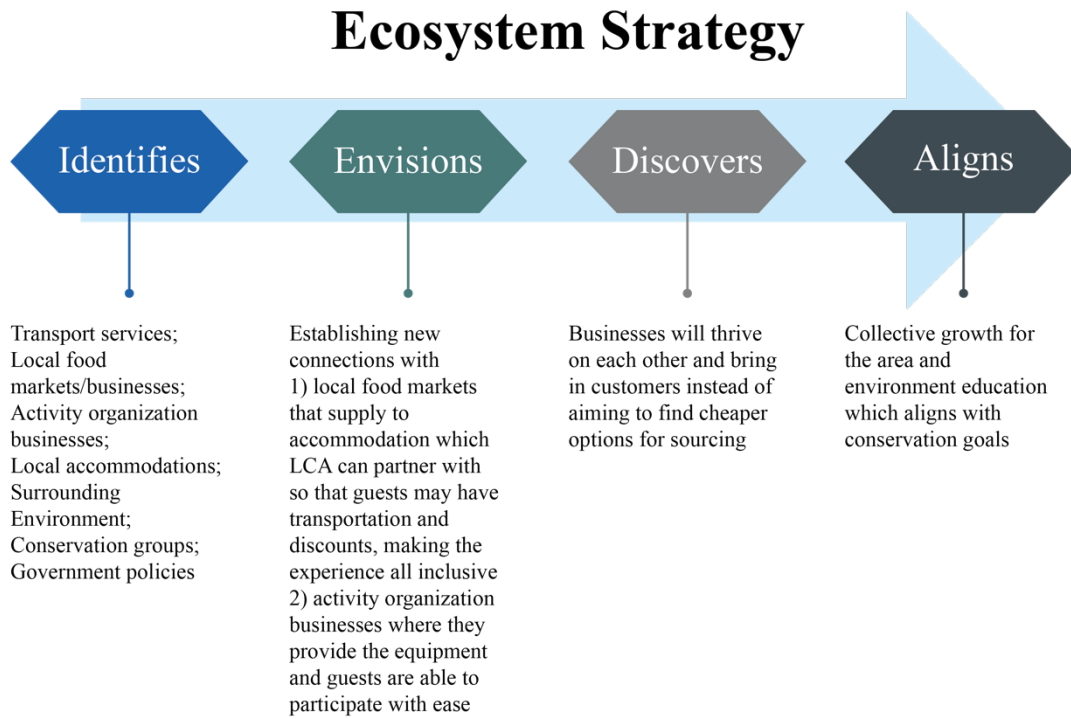 Ecosystem Strategy
Identifies
Envisions
Discovers
Aligns
Transport services;
Local food
markets/businesses;
Activity organization
businesses;
Local accommodations;
Surrounding
Environment;
Conservation groups;
Government policies
Establishing new
connections with
1) local food markets
that supply to
accommodation which
LCA can partner with
so that guests may have
transportation and
discounts, making the
experience all inclusive
2) activity organization
businesses where they
provide the equipment
and guests are able to
participate with ease
Businesses will thrive
on each other and bring
in customers instead of
aiming to find cheaper
options for sourcing
Collective growth for
the area and
environment education
which aligns with
conservation goals